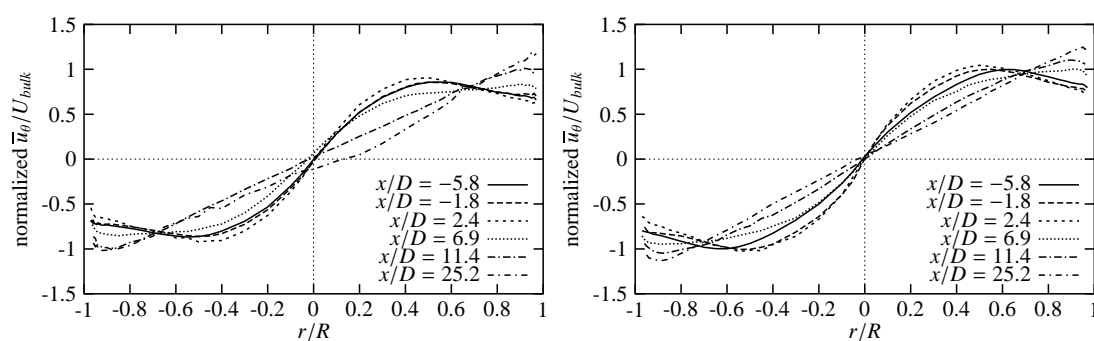 1.5
1
0.5
0
-0.5
-1
-1.5
normalized u̅θ/Ubulk
x/D = −5.8
x/D = −1.8
x/D = 2.4
x/D = 6.9
x/D = 11.4
x/D = 25.2
-1 -0.8 -0.6 -0.4 -0.2 0 0.2 0.4 0.6 0.8 1
r/R
1.5
1
0.5
0
-0.5
-1
-1.5
normalized u̅θ/Ubulk
x/D = −5.8
x/D = −1.8
x/D = 2.4
x/D = 6.9
x/D = 11.4
x/D = 25.2
-1 -0.8 -0.6 -0.4 -0.2 0 0.2 0.4 0.6 0.8 1
r/R